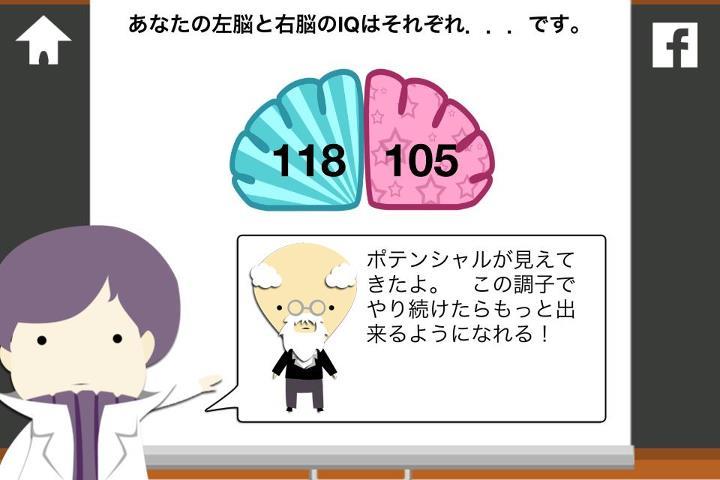 あなたの左脳と右脳のIQはそれぞれ．．．です。
118 105
ポテンシャルが見えて
きたよ。　この調子で
やり続けたらもっと出
来るようになれる！